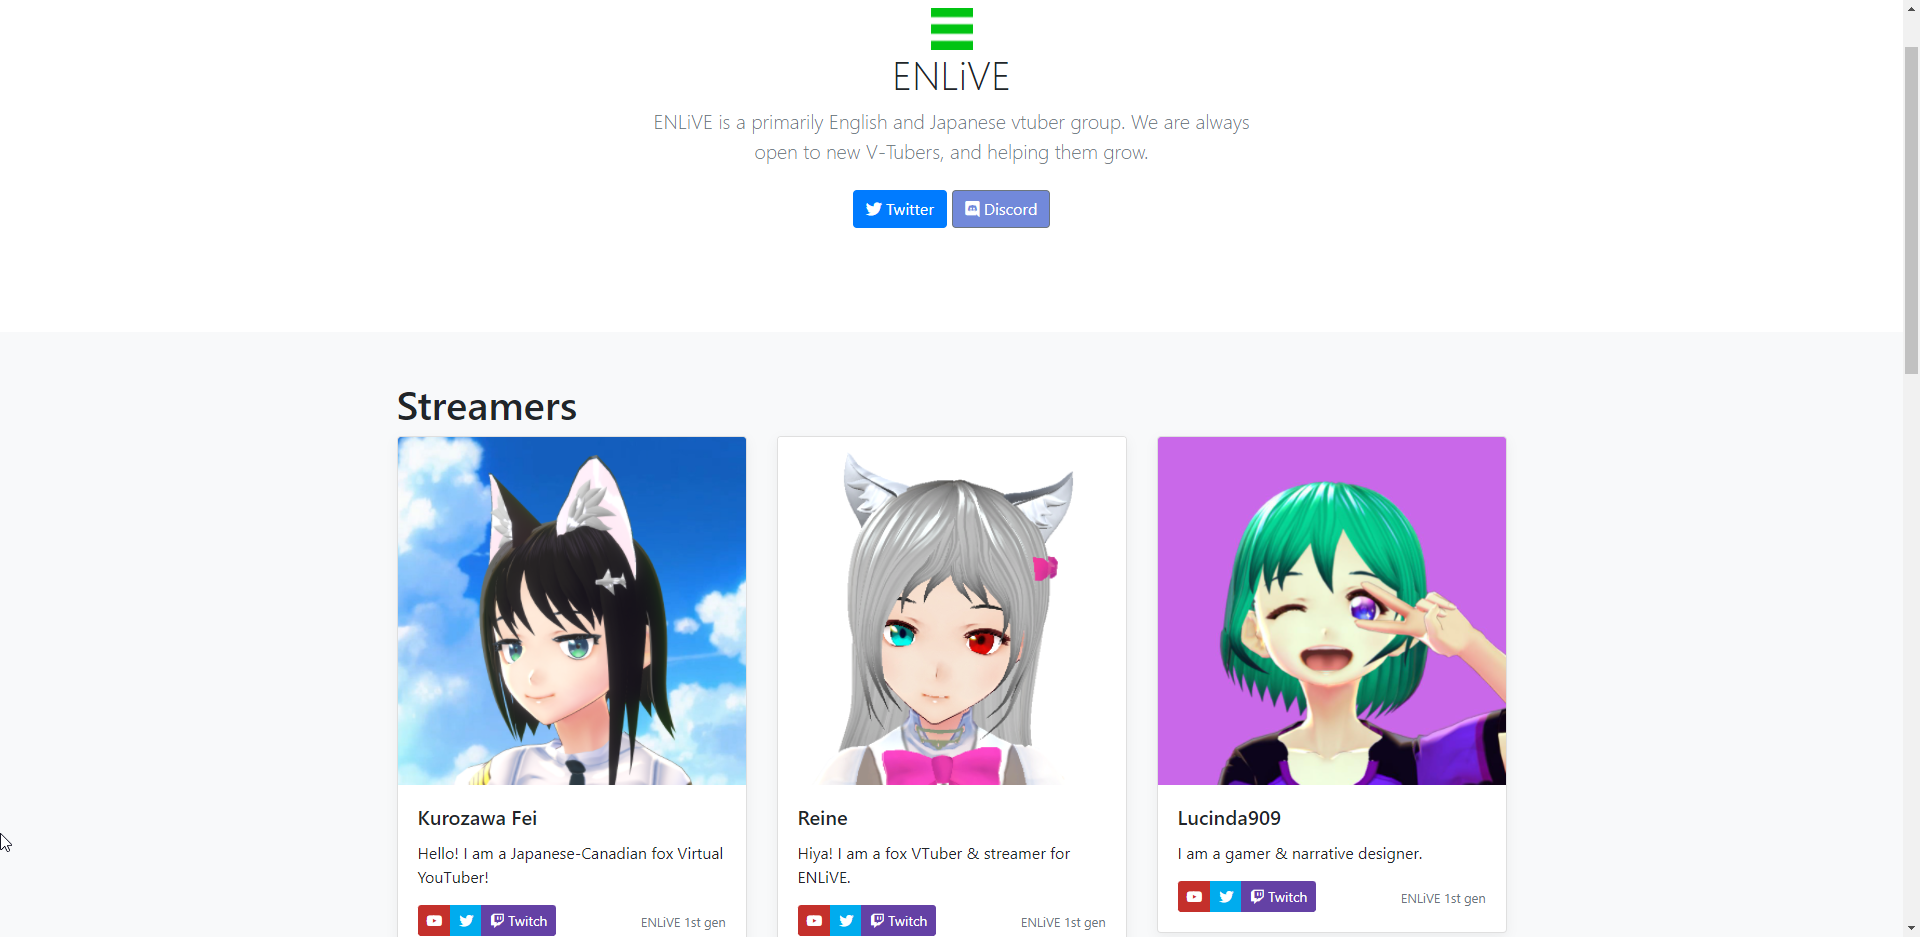 ENLiVE
ENLiVE is a primarily English and Japanese vtuber group. We are always
open to new V-Tubers, and helping them grow.
Twitter
Discord
Streamers
Kurozawa Fei
Hello! I am a Japanese-Canadian fox Virtual
YouTuber!
Twitch
ENLiVE 1st gen
Reine
Hiya! I am a fox VTuber & streamer for
ENLiVE.
Twitch
ENLiVE 1st gen
Lucinda909
I am a gamer & narrative designer.
Twitch
ENLiVE 1st gen